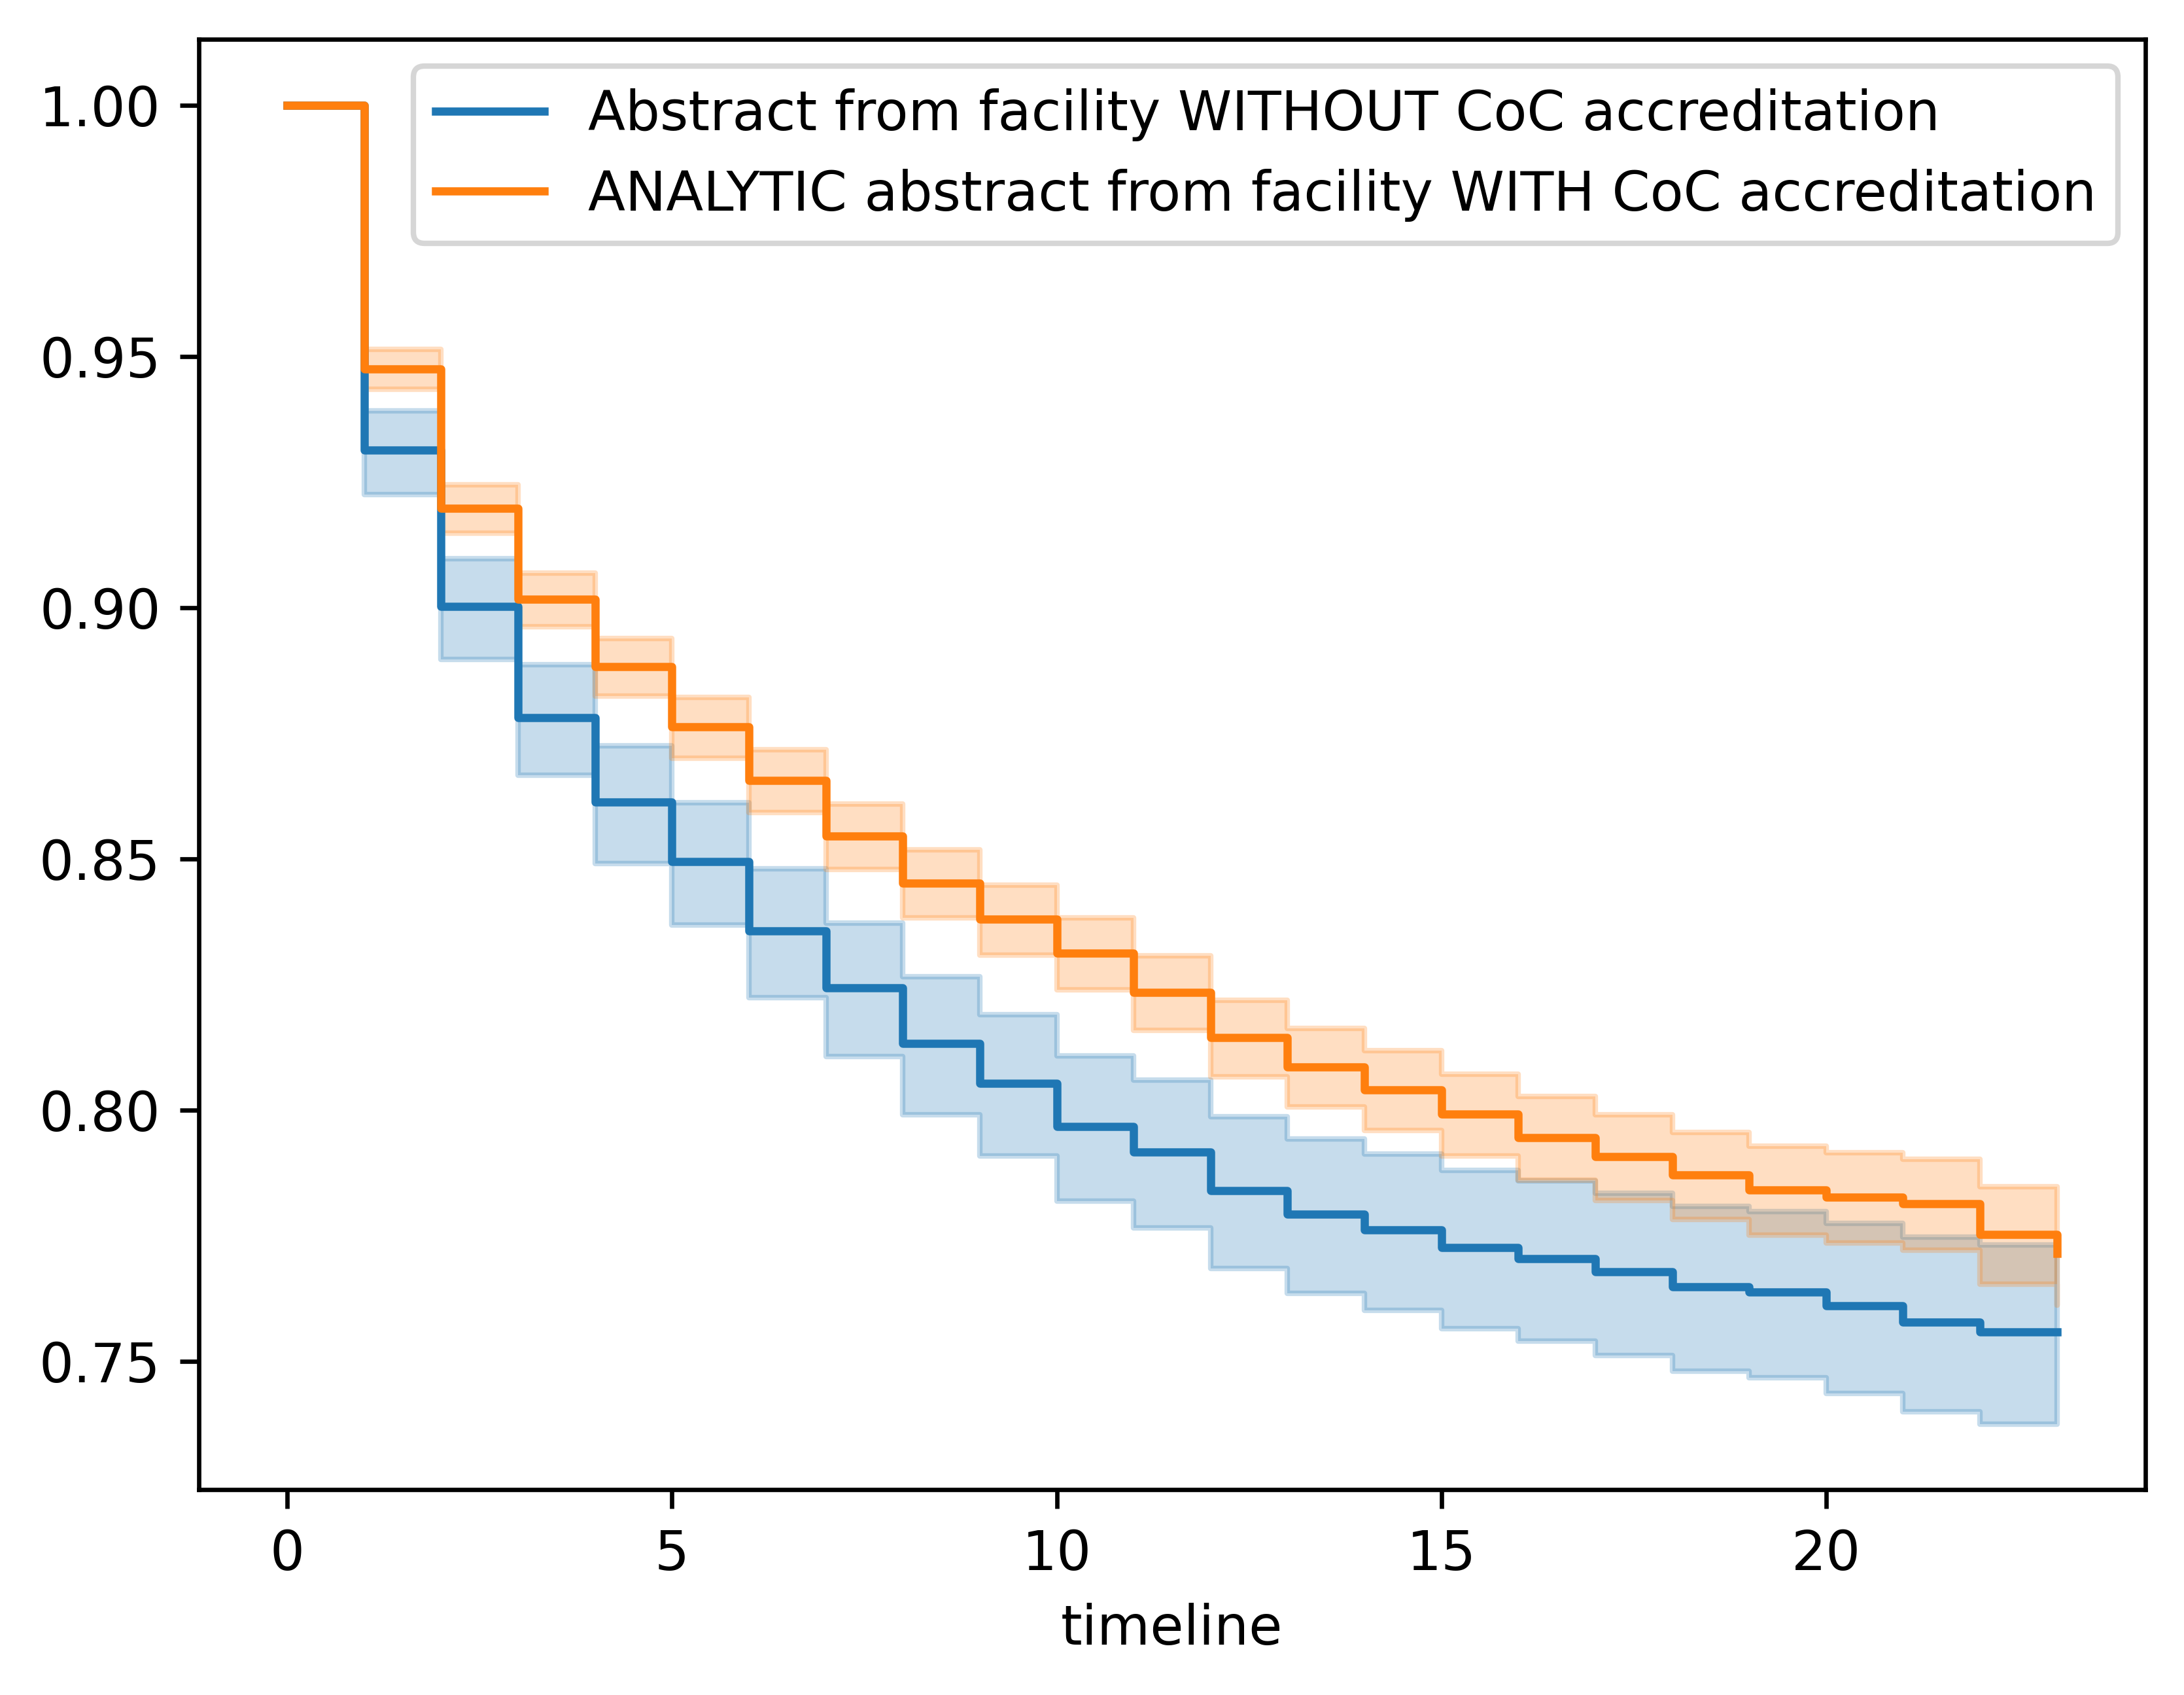 Abstract from facility WITHOUT CoC accreditation
ANALYTIC abstract from facility WITH CoC accreditation
1.00
0.95
0.90
0.85
0.80
0.75
0 5 10 15 20
timeline